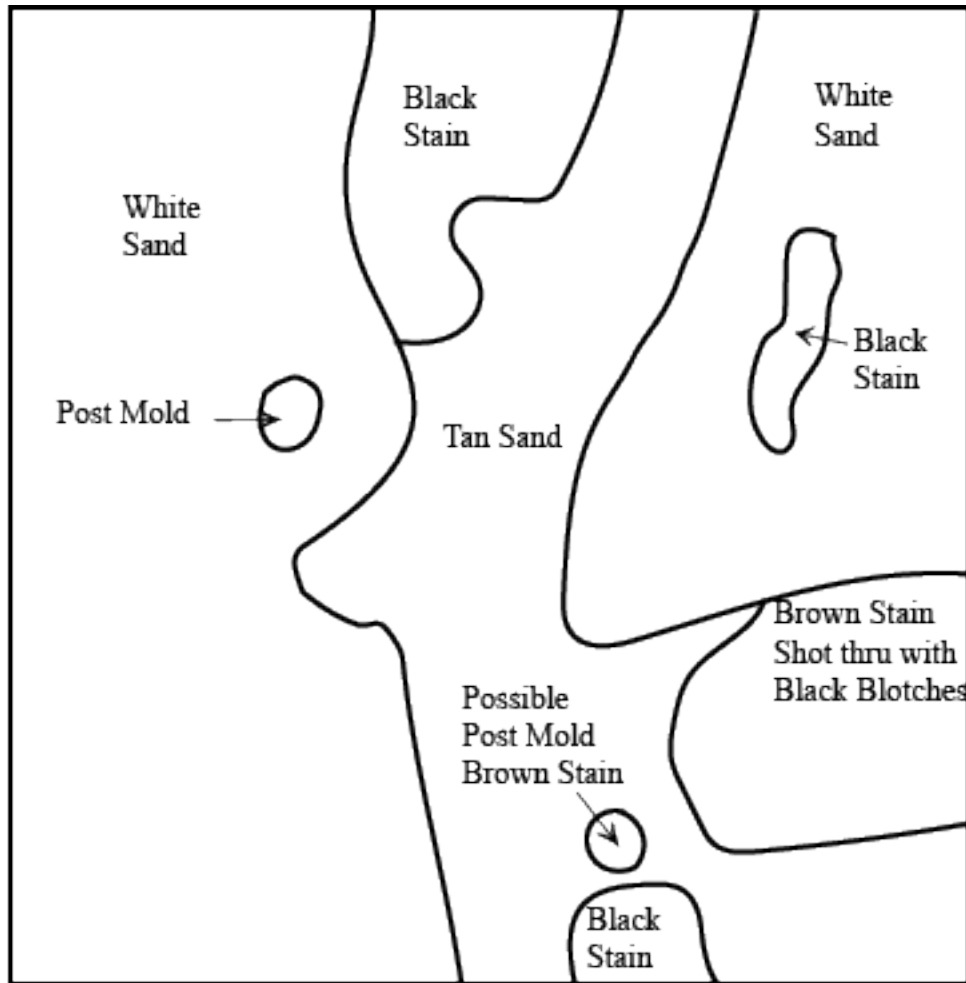 Black
Stain
White
Sand
White
Sand
Black
Stain
Post Mold
Tan Sand
Brown Stain
Shot thru with
Black Blotches
Possible
Post Mold
Brown Stain
Black
Stain